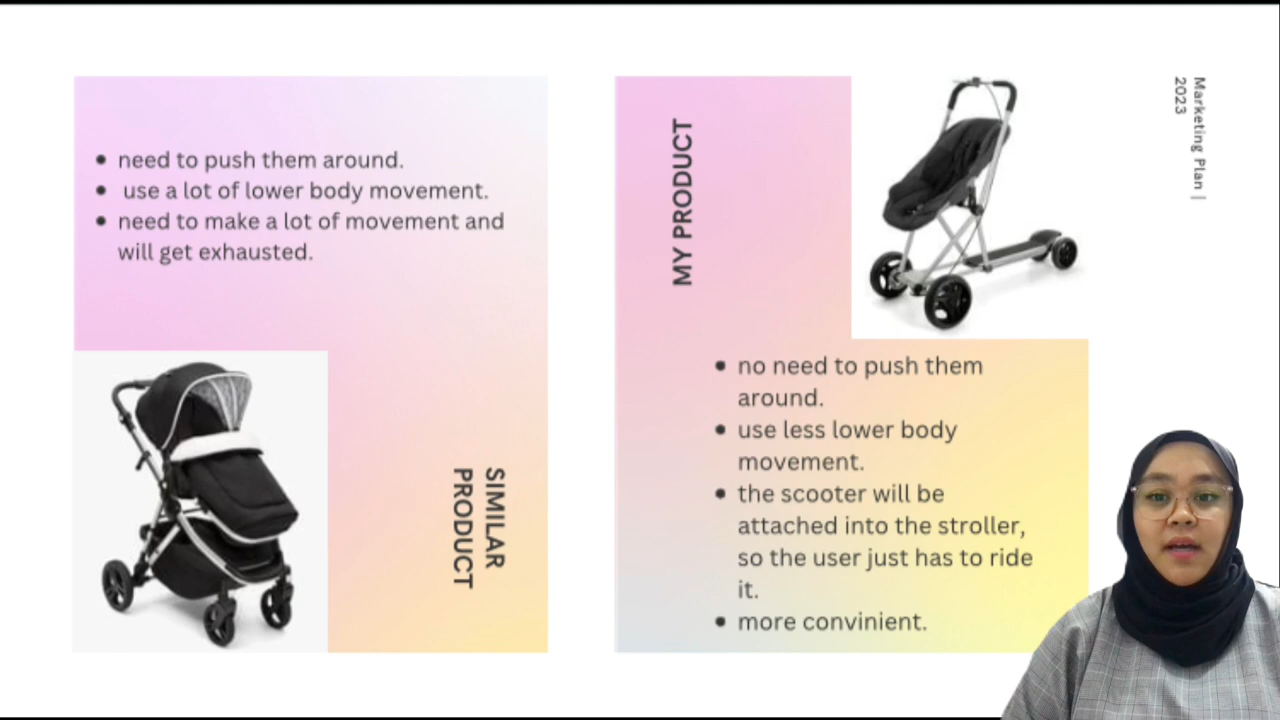 need to push them around.
use a lot of lower body movement.
need to make a lot of movement and
will get exhausted.
SIMILAR
PRODUCT
MY PRODUCT
no need to push them
around.
use less lower body
movement.
the scooter will be
attached into the stroller,
so the user just has to ride
it.
more convinient.
Marketing Plan |
2023